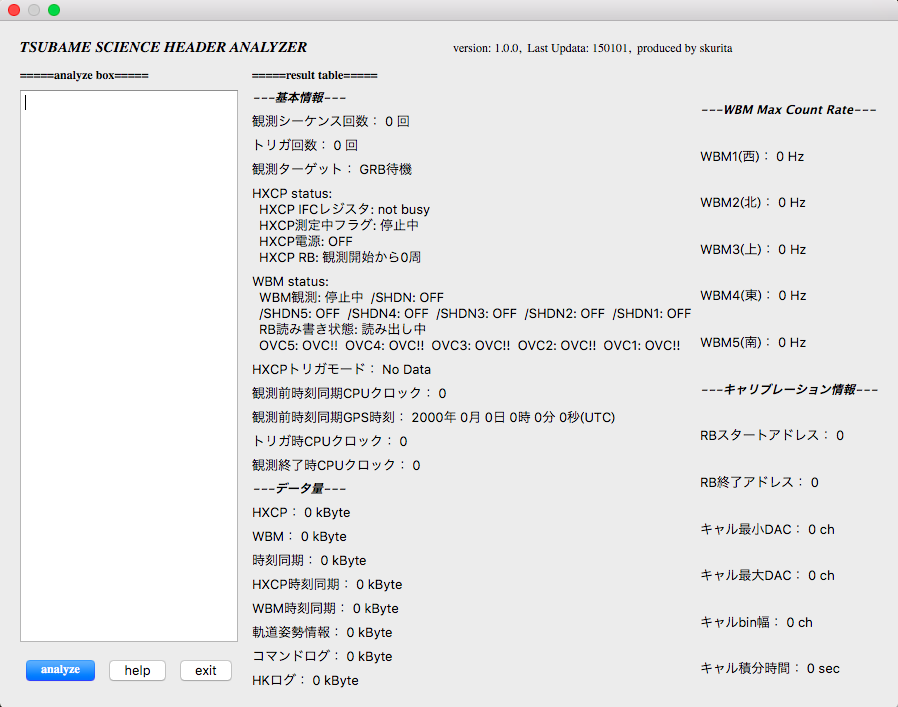 TSUBAME SCIENCE HEADER ANALYZER
version: 1.0.0, Last Updata: 150101, produced by skurita
=====analyze box=====
=====result table=====
---基本情報---
観測シーケンス回数： 0 回
トリガ回数： 0 回
観測ターゲット： GRB待機
HXCP status:
HXCP IFCレジスタ: not busy
HXCP測定中フラグ: 停止中
HXCP電源: OFF
HXCP RB: 観測開始から0周
WBM status:
WBM観測: 停止中 /SHDN: OFF
/SHDN5: OFF /SHDN4: OFF /SHDN3: OFF /SHDN2: OFF /SHDN1: OFF
RB読み書き状態: 読み出し中
OVC5: OVC!! OVC4: OVC!! OVC3: OVC!! OVC2: OVC!! OVC1: OVC!!
HXCPトリガモード： No Data
観測前時刻同期CPUクロック： 0
観測前時刻同期GPS時刻： 2000年 0月 0日 0時 0分 0秒(UTC)
トリガ時CPUクロック： 0
観測終了時CPUクロック： 0
---データ量---
HXCP： 0 kByte
WBM： 0 kByte
時刻同期： 0 kByte
HXCP時刻同期： 0 kByte
WBM時刻同期： 0 kByte
軌道姿勢情報： 0 kByte
コマンドログ： 0 kByte
HKログ： 0 kByte
---WBM Max Count Rate---
WBM1(西)： 0 Hz
WBM2(北)： 0 Hz
WBM3(上)： 0 Hz
WBM4(東)： 0 Hz
WBM5(南)： 0 Hz
---キャリブレーション情報---
RBスタートアドレス： 0
RB終了アドレス： 0
キャル最小DAC： 0 ch
キャル最大DAC： 0 ch
キャルbin幅： 0 ch
キャル積分時間： 0 sec
analyze
help
exit